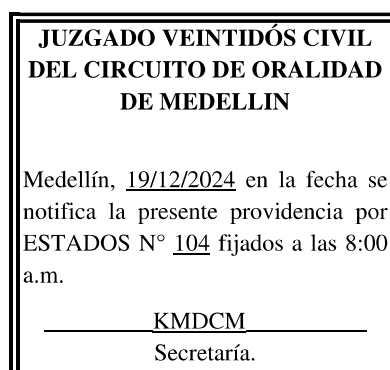 JUZGADO VEINTIDÓS CIVIL
DEL CIRCUITO DE ORALIDAD
DE MEDELLIN
Medellín, 19/12/2024 en la fecha se
notifica la presente providencia por
ESTADOS N° 104 fijados a las 8:00
a.m.
KMDCM
Secretaría.